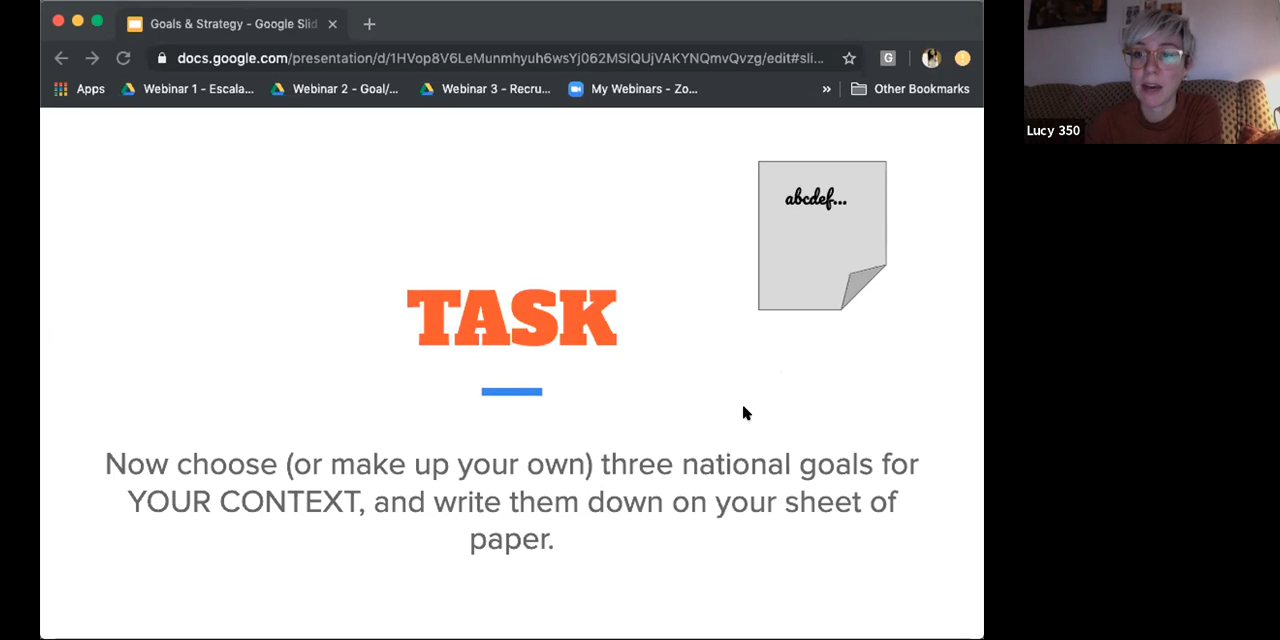 Goals & Strategy - Google Slid
docs.google.com/presentation/d/1HVop8V6LeMunmhyuh6wsYj062MSIQUjVAKYNQmvQvzg/edit#sli...
G
Apps
Webinar 1 - Escala...
Webinar 2 - Goal/...
Webinar 3 - Recru...
My Webinars - Zo...
»
Other Bookmarks
Lucy 350
abcdef...
TASK
Now choose (or make up your own) three national goals for
YOUR CONTEXT, and write them down on your sheet of
paper.